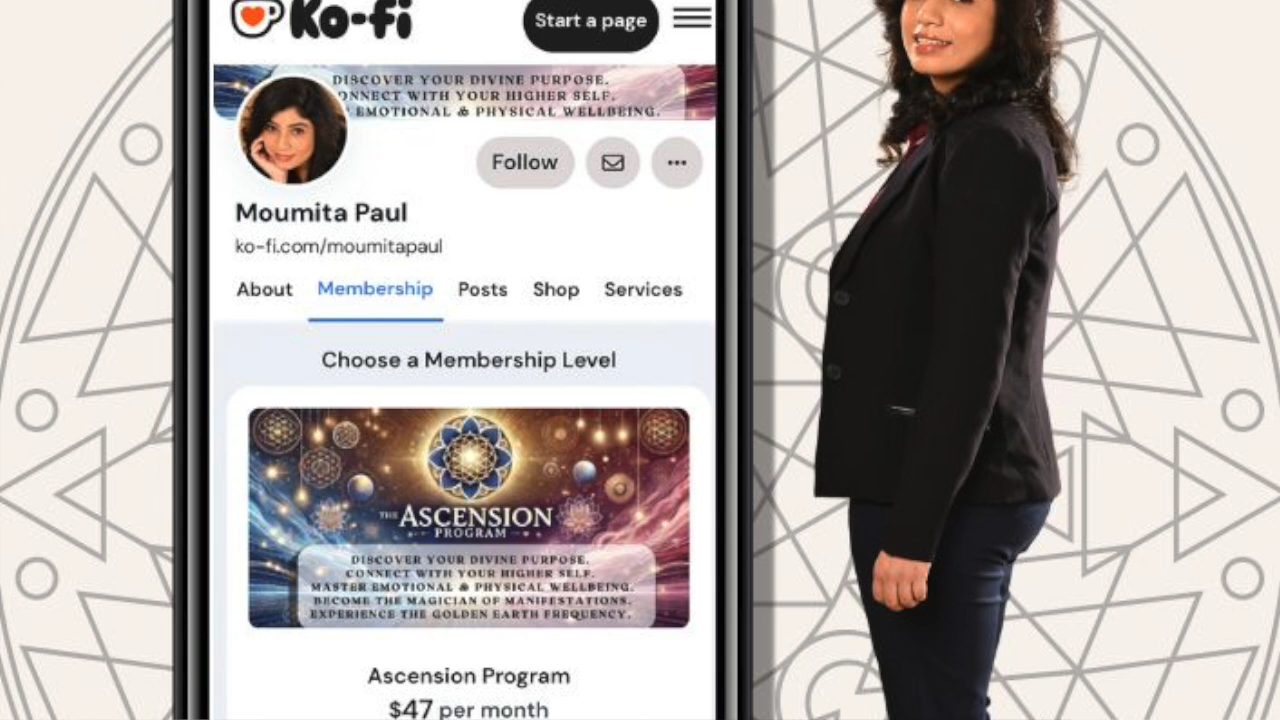 Ko-fi
Start a page
DISCOVER YOUR DIVINE PURPOSE.
ONNECT WITH YOUR HIGHER SELF.
EMOTIONAL & PHYSICAL WELLBEING.
Follow
Moumita Paul
ko-fi.com/moumitapaul
About Membership Posts Shop Services
Choose a Membership Level
THE ASCENSION
PROGRAM
DISCOVER YOUR DIVINE PURPOSE.
CONNECT WITH YOUR HIGHER SELF.
MASTER EMOTIONAL & PHYSICAL WELLBEING.
BECOME THE MAGICIAN OF MANIFESTATIONS.
EXPERIENCE THE GOLDEN EARTH FREQUENCY.
Ascension Program
$47 per month